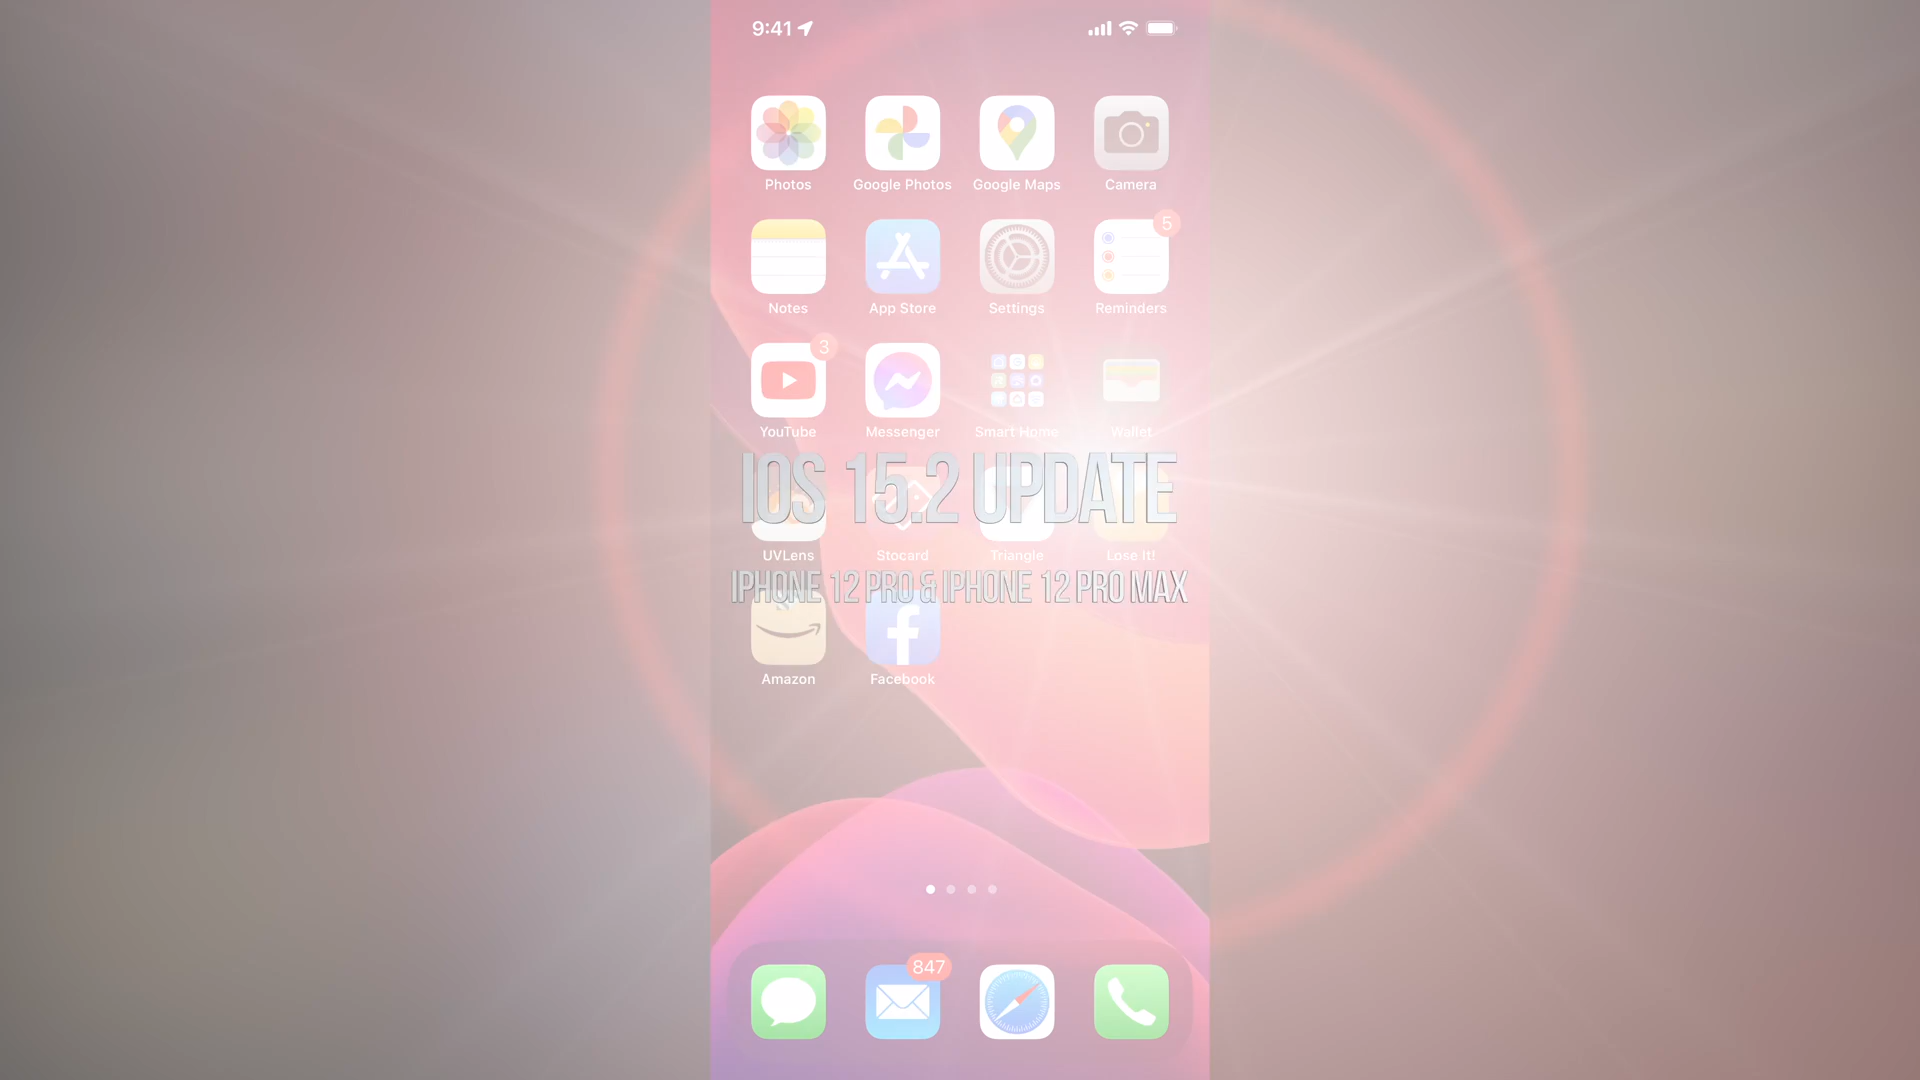 9:41
Photos Google Photos Google Maps Camera
5
Notes App Store Settings Reminders
3
YouTube Messenger Smart Home Wallet
IOS 15.2 UPDATE
UVLens Stocard Triangle Lose It!
IPHONE 12 PRO & IPHONE 12 PRO MAX
Amazon Facebook
847